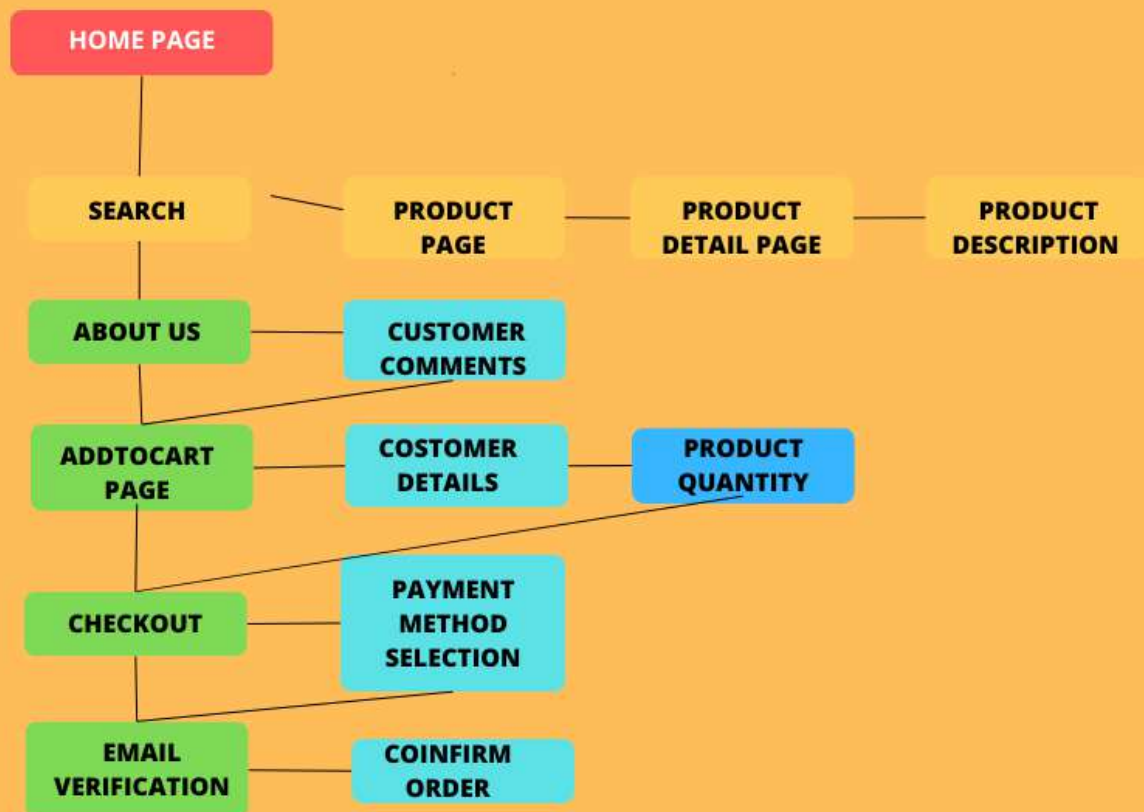 HOME PAGE
SEARCH
PRODUCT
PAGE
PRODUCT
DETAIL PAGE
PRODUCT
DESCRIPTION
ABOUT US
CUSTOMER
COMMENTS
ADDTOCART
PAGE
COSTOMER
DETAILS
PRODUCT
QUANTITY
CHECKOUT
PAYMENT
METHOD
SELECTION
EMAIL
VERIFICATION
COINFIRM
ORDER